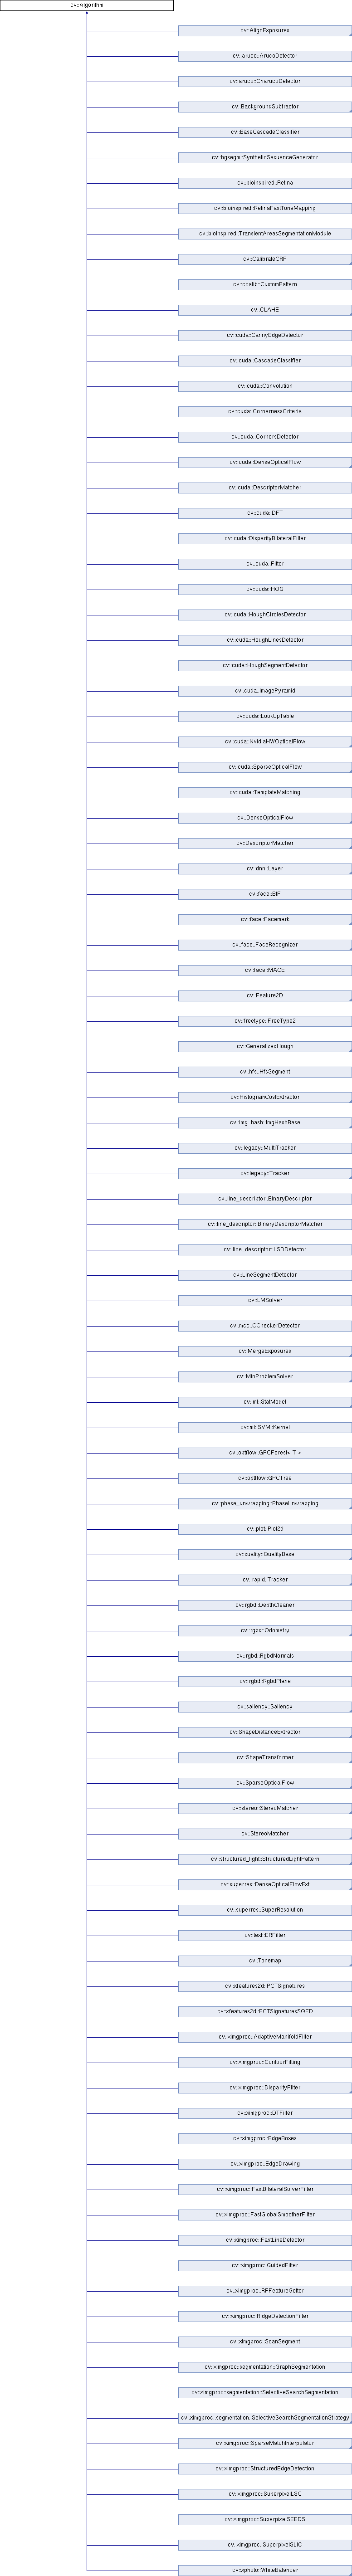 cv::Algorithm
cv::AlignExposures
cv::aruco::ArucoDetector
cv::aruco::CharucoDetector
cv::BackgroundSubtractor
cv::BaseCascadeClassifier
cv::bgsegm::SyntheticSequenceGenerator
cv::bioinspired::Retina
cv::bioinspired::RetinaFastToneMapping
cv::bioinspired::TransientAreasSegmentationModule
cv::CalibrateCRF
cv::ccalib::CustomPattern
cv::CLAHE
cv::cuda::CannyEdgeDetector
cv::cuda::CascadeClassifier
cv::cuda::Convolution
cv::cuda::CornernessCriteria
cv::cuda::CornersDetector
cv::cuda::DenseOpticalFlow
cv::cuda::DescriptorMatcher
cv::cuda::DFT
cv::cuda::DisparityBilateralFilter
cv::cuda::Filter
cv::cuda::HOG
cv::cuda::HoughCirclesDetector
cv::cuda::HoughLinesDetector
cv::cuda::HoughSegmentDetector
cv::cuda::ImagePyramid
cv::cuda::LookUpTable
cv::cuda::NvidiaHWOpticalFlow
cv::cuda::SparseOpticalFlow
cv::cuda::TemplateMatching
cv::DenseOpticalFlow
cv::DescriptorMatcher
cv::dnn::Layer
cv::face::BIF
cv::face::Facemark
cv::face::FaceRecognizer
cv::face::MACE
cv::Feature2D
cv::freetype::FreeType2
cv::GeneralizedHough
cv::hfs::HfsSegment
cv::HistogramCostExtractor
cv::img_hash::ImgHashBase
cv::legacy::MultiTracker
cv::legacy::Tracker
cv::line_descriptor::BinaryDescriptor
cv::line_descriptor::BinaryDescriptorMatcher
cv::line_descriptor::LSDDetector
cv::LineSegmentDetector
cv::LMSolver
cv::mcc::CCheckerDetector
cv::MergeExposures
cv::MinProblemSolver
cv::ml::StatModel
cv::ml::SVM::Kernel
cv::optflow::GPCForest< T >
cv::optflow::GPCTree
cv::phase_unwrapping::PhaseUnwrapping
cv::plot::Plot2d
cv::quality::QualityBase
cv::rapid::Tracker
cv::rgbd::DepthCleaner
cv::rgbd::Odometry
cv::rgbd::RgbdNormals
cv::rgbd::RgbdPlane
cv::saliency::Saliency
cv::ShapeDistanceExtractor
cv::ShapeTransformer
cv::SparseOpticalFlow
cv::stereo::StereoMatcher
cv::StereoMatcher
cv::structured_light::StructuredLightPattern
cv::superres::DenseOpticalFlowExt
cv::superres::SuperResolution
cv::text::ERFilter
cv::Tonemap
cv::xfeatures2d::PCTSignatures
cv::xfeatures2d::PCTSignaturesSQFD
cv::ximgproc::AdaptiveManifoldFilter
cv::ximgproc::ContourFitting
cv::ximgproc::DisparityFilter
cv::ximgproc::DTFilter
cv::ximgproc::EdgeBoxes
cv::ximgproc::EdgeDrawing
cv::ximgproc::FastBilateralSolverFilter
cv::ximgproc::FastGlobalSmootherFilter
cv::ximgproc::FastLineDetector
cv::ximgproc::GuidedFilter
cv::ximgproc::RFFeatureGetter
cv::ximgproc::RidgeDetectionFilter
cv::ximgproc::ScanSegment
cv::ximgproc::segmentation::GraphSegmentation
cv::ximgproc::segmentation::SelectiveSearchSegmentation
cv::ximgproc::segmentation::SelectiveSearchSegmentationStrategy
cv::ximgproc::SparseMatchInterpolator
cv::ximgproc::StructuredEdgeDetection
cv::ximgproc::SuperpixelLSC
cv::ximgproc::SuperpixelSEEDS
cv::ximgproc::SuperpixelSLIC
cv::xphoto::WhiteBalancer